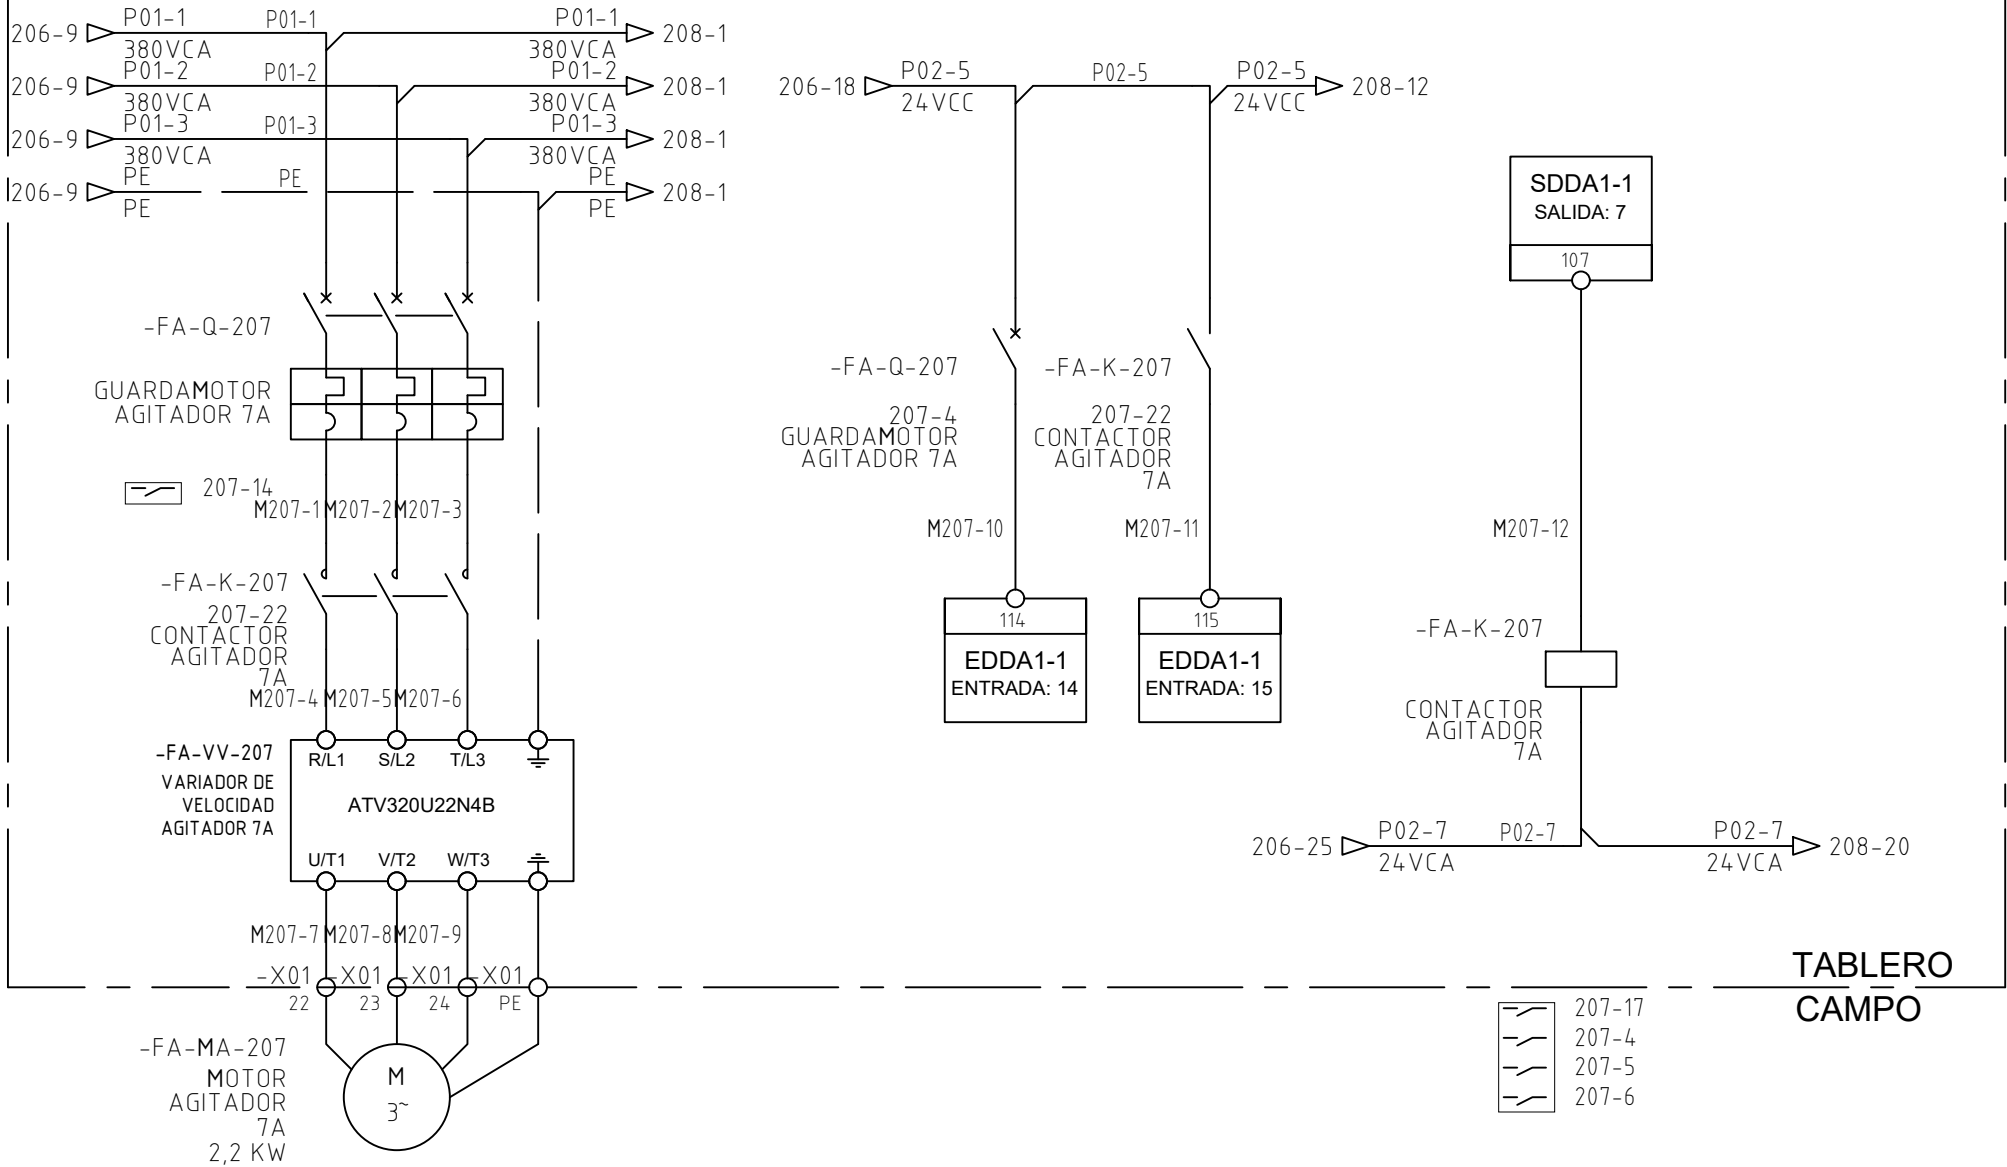 206-9 P01-1 P01-1 P01-1 208-1
380VCA 380VCA
206-9 P01-2 P01-2 P01-2 208-1
380VCA 380VCA
206-9 P01-3 P01-3 P01-3 208-1
380VCA 380VCA
206-9 PE PE PE 208-1
PE PE
-FA-Q-207
GUARDAMOTOR
AGITADOR 7A
207-14
M207-1 M207-2 M207-3
-FA-K-207
207-22
CONTACTOR
AGITADOR
7A
M207-4 M207-5 M207-6
-FA-VV-207
VARIADOR DE
VELOCIDAD
AGITADOR 7A
R/L1 S/L2 T/L3
ATV320U22N4B
U/T1 V/T2 W/T3
M207-7 M207-8 M207-9
-X01 -X01 -X01 -X01
22 23 24 PE
-FA-MA-207
MOTOR
AGITADOR
7A
2,2 KW
M
3~
206-18 P02-5 P02-5 P02-5 208-12
24VCC 24VCC
-FA-Q-207
207-4
GUARDAMOTOR
AGITADOR 7A
M207-10
114
EDDA1-1
ENTRADA: 14
-FA-K-207
207-22
CONTACTOR
AGITADOR
7A
M207-11
115
EDDA1-1
ENTRADA: 15
SDDA1-1
SALIDA: 7
107
M207-12
-FA-K-207
CONTACTOR
AGITADOR
7A
206-25 P02-7 P02-7 P02-7 208-20
24VCA 24VCA
TABLERO
CAMPO
207-17
207-4
207-5
207-6